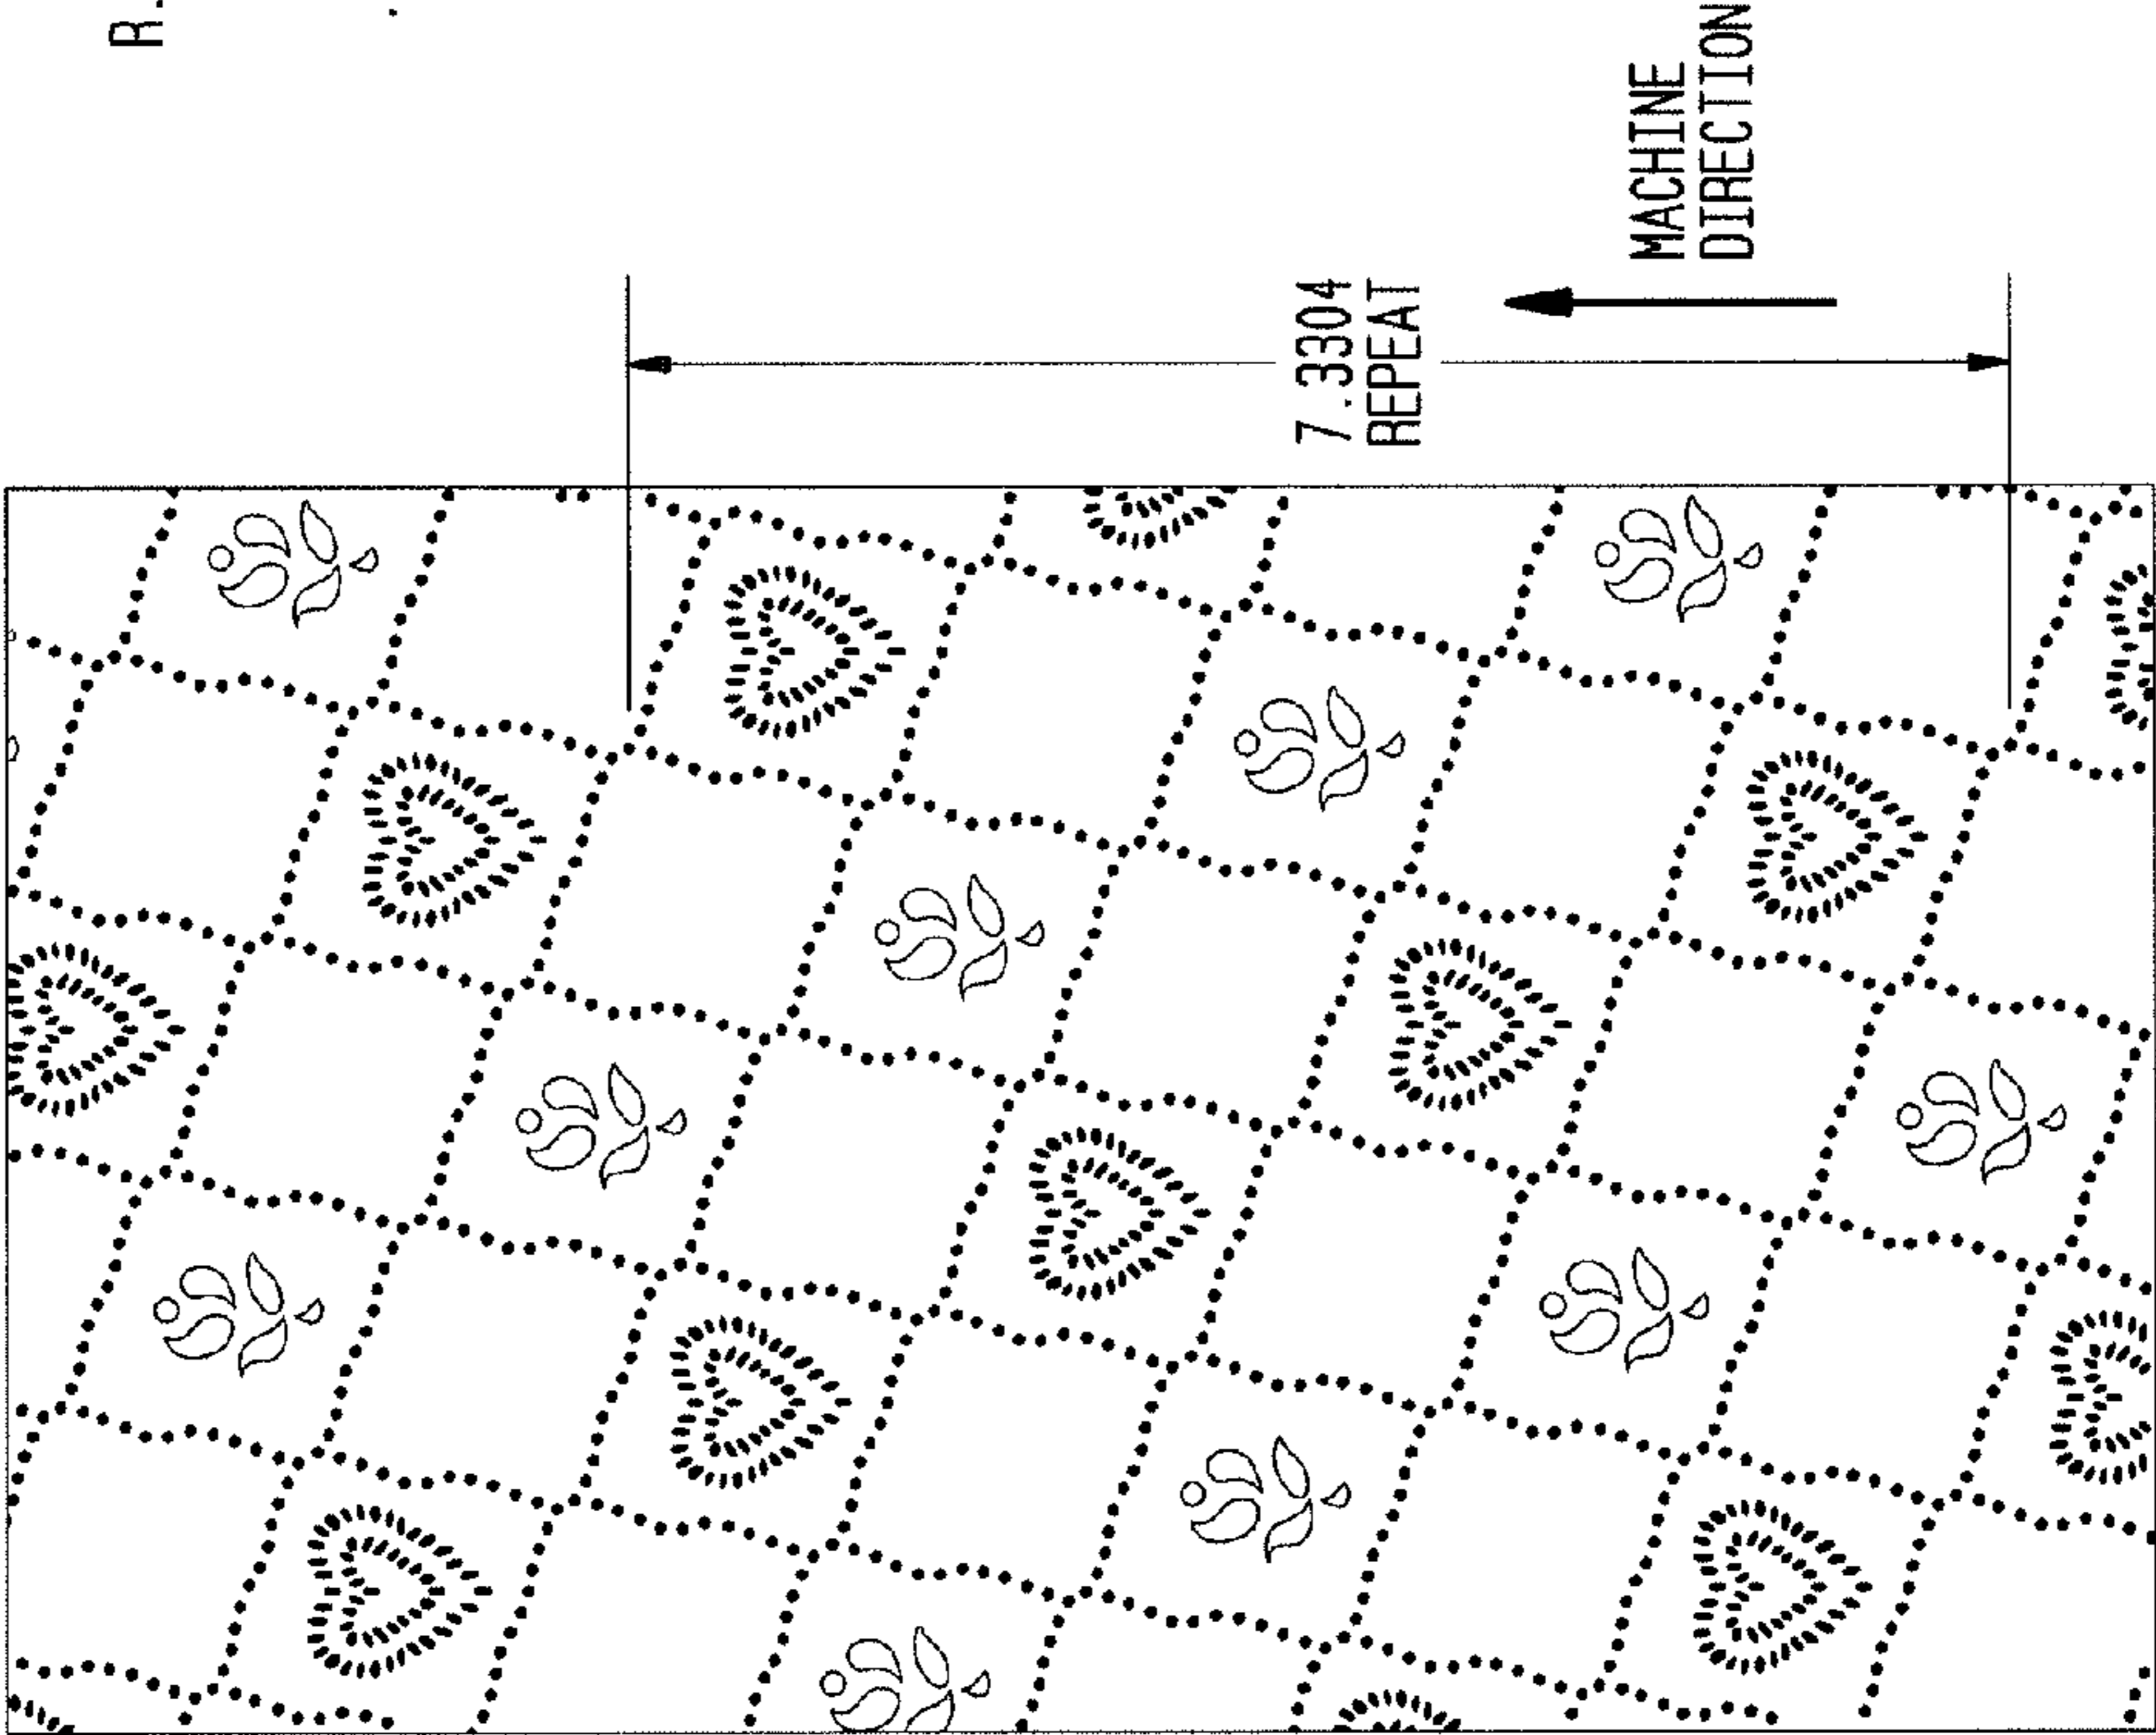 R.
7.3304
REPEAT
MACHINE
DIRECTION